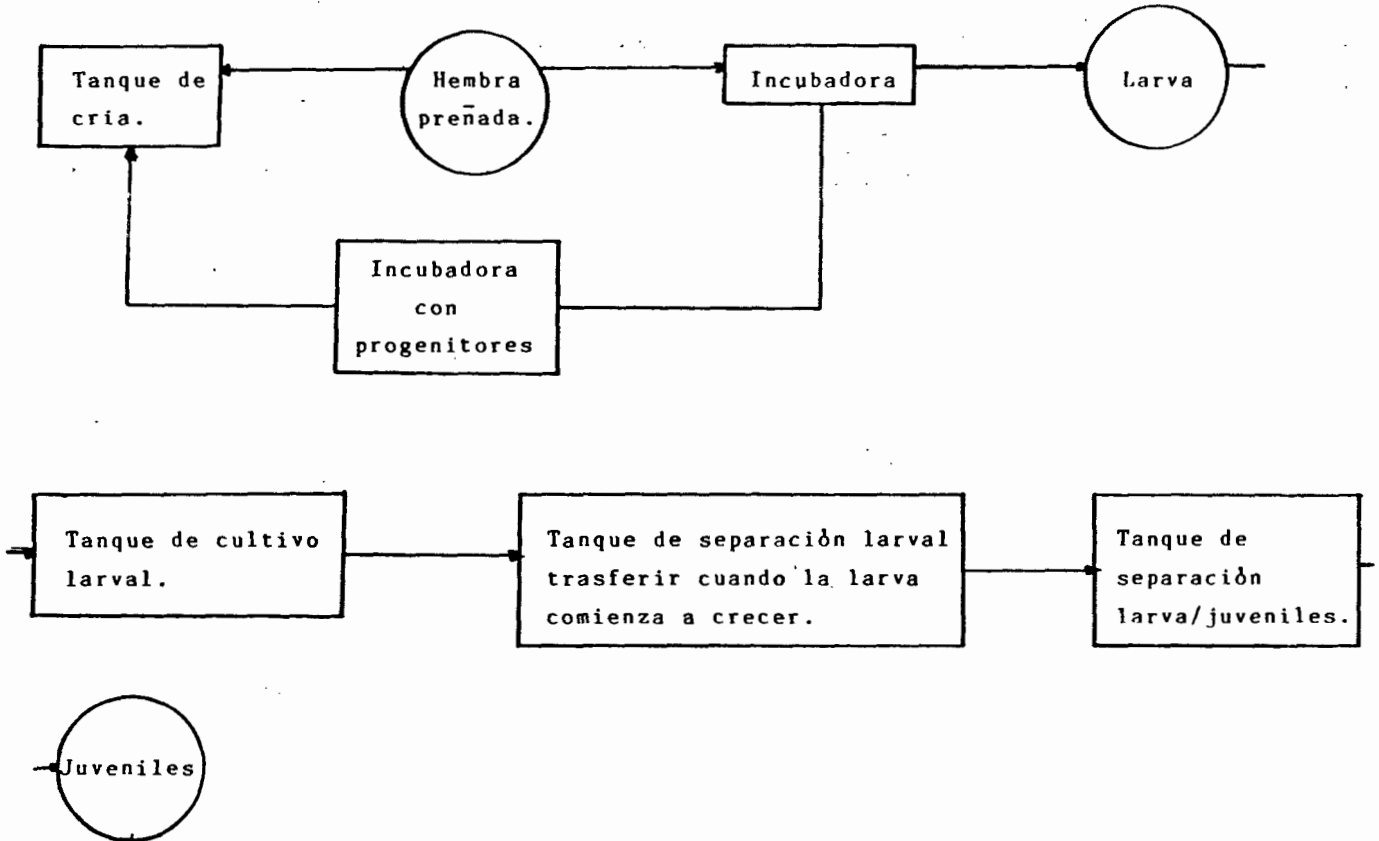 Tanque de
cria.
Hembra
preñada.
Incubadora
Larva
Incubadora
con
progenitores
Tanque de cultivo
larval.
Tanque de separación larval
trasferir cuando la larva
comienza a crecer.
Tanque de
separación
larva/juveniles.
Juveniles